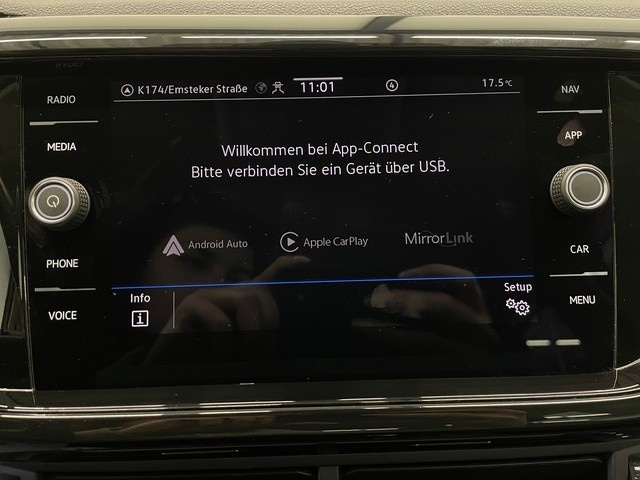 RADIO
MEDIA
PHONE
VOICE
K174/Emsteker Straße
11:01
4
17.5°C
Willkommen bei App-Connect
Bitte verbinden Sie ein Gerät über USB.
Android Auto
Apple CarPlay
MirrorLink
Info
i
Setup
NAV
APP
CAR
MENU